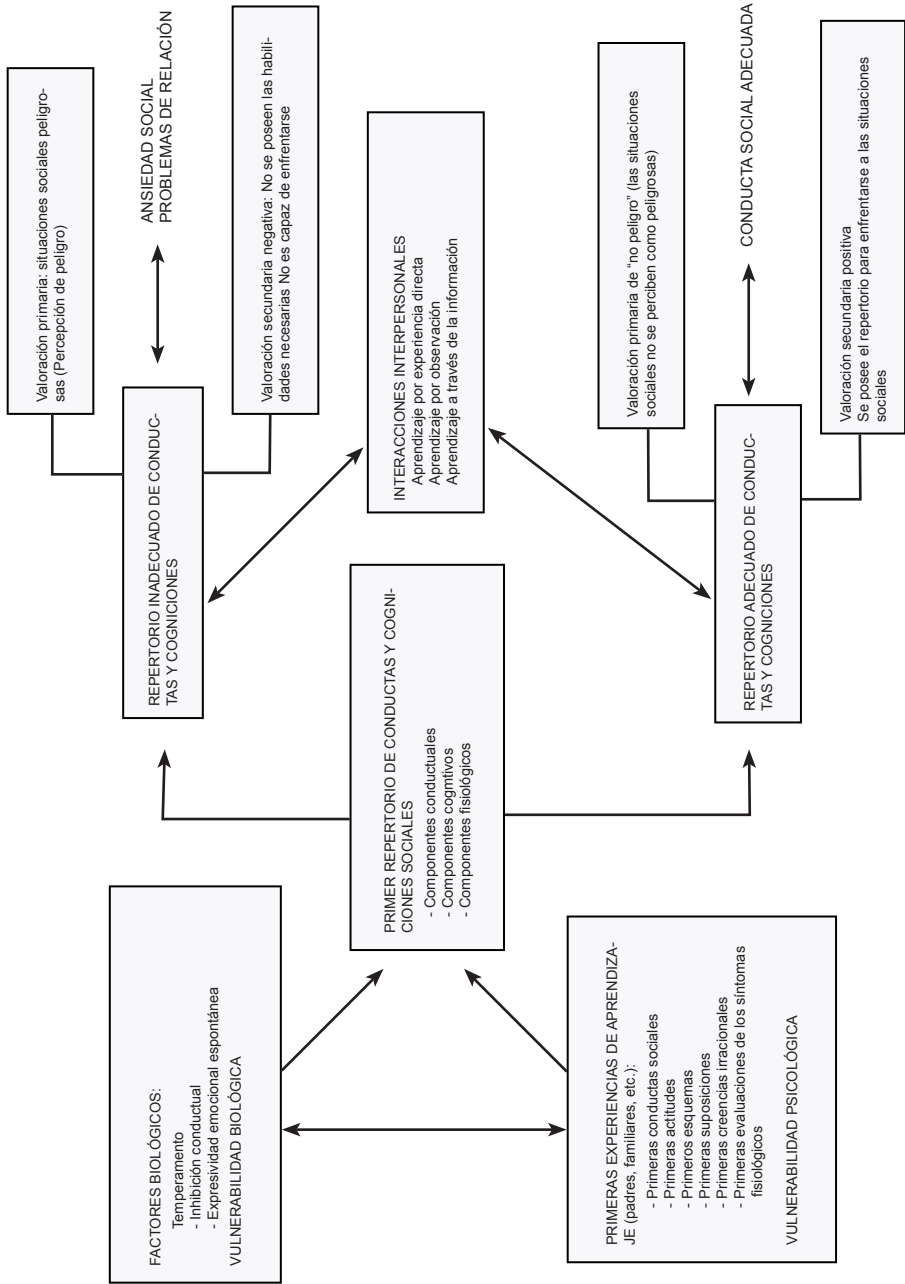 FACTORES BIOLÓGICOS:
Temperamento
- Inhibición conductual
- Expresividad emocional espontánea
VULNERABILIDAD BIOLÓGICA
PRIMERAS EXPERIENCIAS DE APRENDIZA-
JE (padres, familiares, etc.):
- Primeras conductas sociales
- Primeras actitudes
- Primeros esquemas
- Primeras suposiciones
- Primeras creencias irracionales
- Primeras evaluaciones de los síntomas
fisiológicos
VULNERABILIDAD PSICOLÓGICA
PRIMER REPERTORIO DE CONDUCTAS Y COGNI-
CIONES SOCIALES
- Componentes conductuales
- Componentes cogmtivos
- Componentes fisiológicos
REPERTORIO INADECUADO DE CONDUC-
TAS Y COGNICIONES
Valoración primaria: situaciones sociales peligro-
sas (Percepción de peligro)
ANSIEDAD SOCIAL
PROBLEMAS DE RELACIÓN
Valoración secundaria negativa: No se poseen las habili-
dades necesarias No es capaz de enfrentarse
INTERACCIONES INTERPERSONALES
Aprendizaje por experiencia directa
Aprendizaje por observación
Aprendizaje a través de la información
REPERTORIO ADECUADO DE CONDUC-
TAS Y COGNICIONES
Valoración primaria de “no peligro” (las situaciones
sociales no se perciben como peligrosas)
CONDUCTA SOCIAL ADECUADA
Valoración secundaria positiva
Se posee el repertorio para enfrentarse a las situaciones
sociales